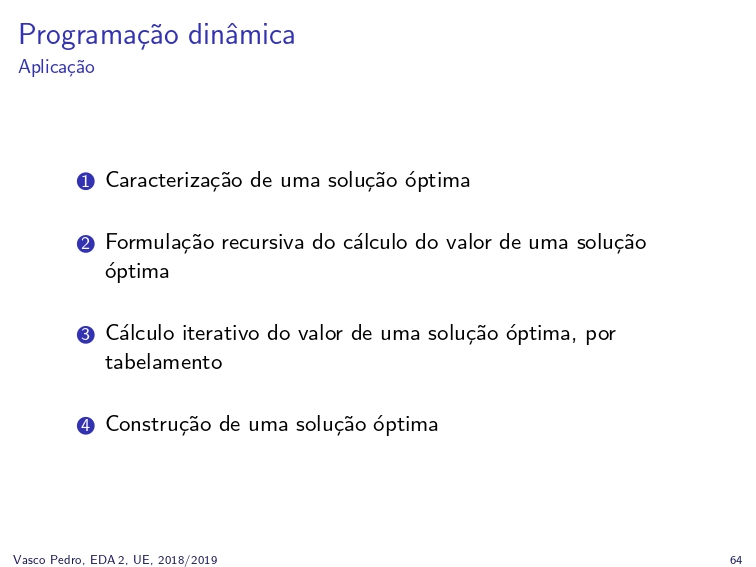 Programação dinâmica
Aplicação
1 Caracterização de uma solução óptima
2 Formulação recursiva do cálculo do valor de uma solução
óptima
3 Cálculo iterativo do valor de uma solução óptima, por
tabelamento
4 Construção de uma solução óptima
Vasco Pedro, EDA 2, UE, 2018/2019 64